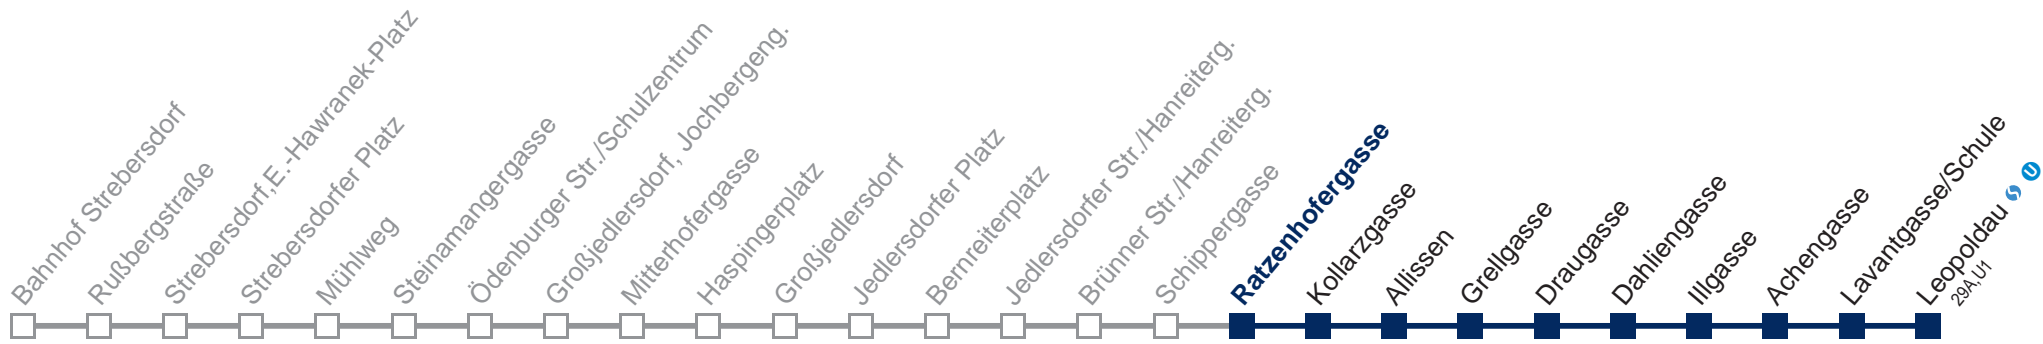 Bahnhof Strebersdorf
Rußbergstraße
Strebersdorf,E.-Hawranek-Platz
Strebersdorfer Platz
Mühlweg
Steinamangergasse
Ödenburger Str./Schulzentrum
Großjedlersdorf, Jochbergeng.
Mitterhofergasse
Haspingerplatz
Großjedlersdorf
Jedlersdorfer Platz
Bernreiterplatz
Jedlersdorfer Str./Hanreiterg.
Brünner Str./Hanreiterg.
Schippergasse
Ratzenhofergasse
Kollarzgasse
Allissen
Grellgasse
Draugasse
Dahliengasse
Illgasse
Achengasse
Lavantgasse/Schule
Leopoldau S U
29A,U1